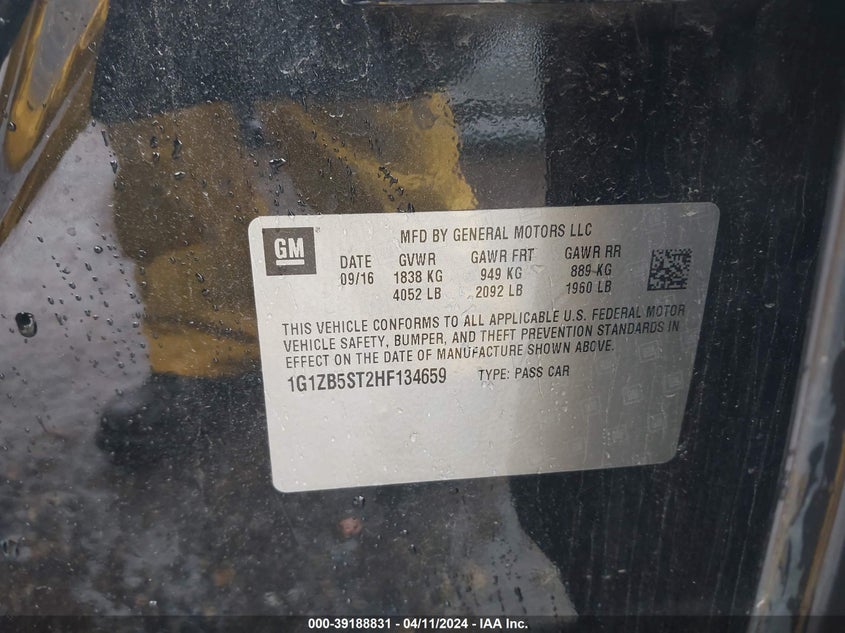 GM
MFD BY GENERAL MOTORS LLC
DATE GVWR GAWR FRT GAWR RR
09/16 1838 KG 949 KG 889 KG
4052 LB 2092 LB 1960 LB
THIS VEHICLE CONFORMS TO ALL APPLICABLE U.S. FEDERAL MOTOR
VEHICLE SAFETY, BUMPER, AND THEFT PREVENTION STANDARDS IN
EFFECT ON THE DATE OF MANUFACTURE SHOWN ABOVE.
1G1ZB5ST2HF134659 TYPE: PASS CAR
000-39188831 - 04/11/2024 - IAA Inc.